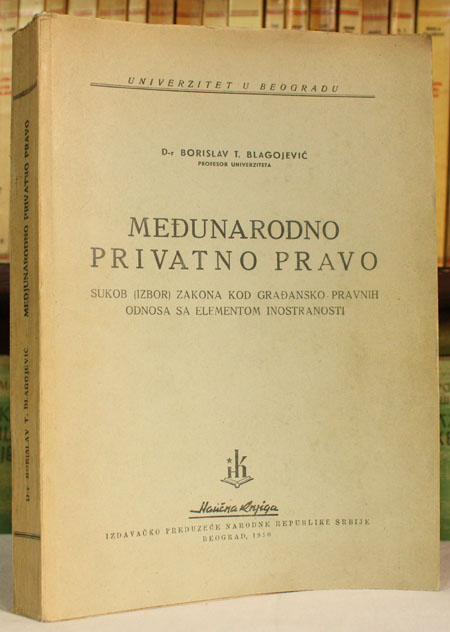 UNIVERZITET U BEOGRADU
D-r BORISLAV T. BLAGOJEVIĆ
PROFESOR UNIVERZITETA
MEĐUNARODNO
PRIVATNO PRAVO
SUKOB (IZBOR) ZAKONA KOD GRAĐANSKO-PRAVNIH
ODNOSA SA ELEMENTOM INOSTRANOSTI
Naučna Knjiga
IZDAVAČKO PREDUZEĆE NARODNE REPUBLIKE SRBIJE
BEOGRAD, 1950
D-r BORISLAV T. BLAGOJEVIĆ MEDJUNARODNO PRIVATNO PRAVO